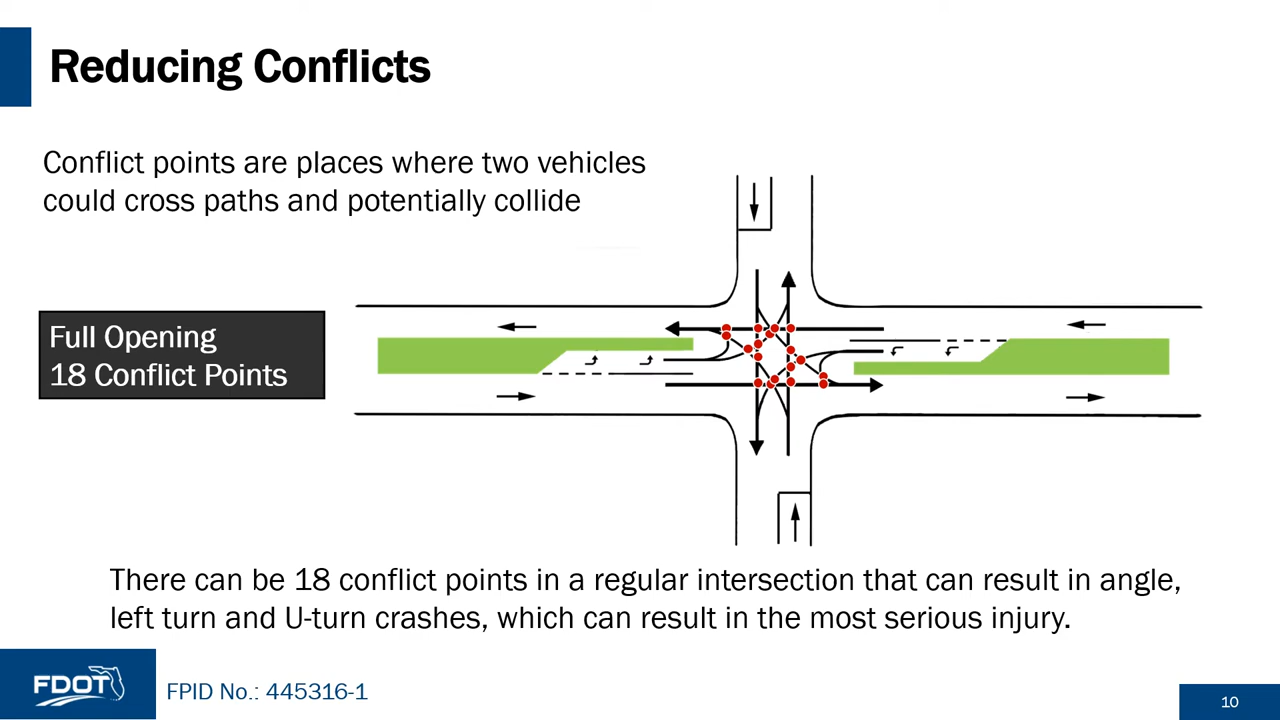 Reducing Conflicts
Conflict points are places where two vehicles
could cross paths and potentially collide
Full Opening
18 Conflict Points
There can be 18 conflict points in a regular intersection that can result in angle,
left turn and U-turn crashes, which can result in the most serious injury.
FDOT
FPID No.: 445316-1
10